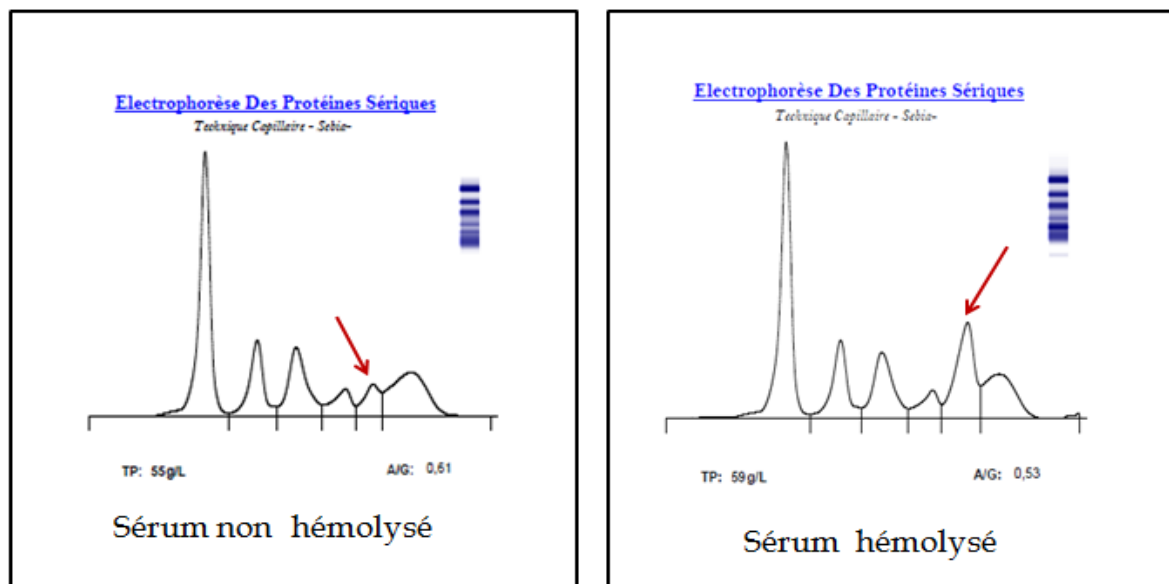 Electrophorèse Des Protéines Sériques
Technique Capillaire - Sebia-
TP: 55g/L
A/G: 0,61
Sérum non hémolysé
Electrophorèse Des Protéines Sériques
Technique Capillaire - Sebia-
TP: 59g/L
A/G: 0,53
Sérum hémolysé